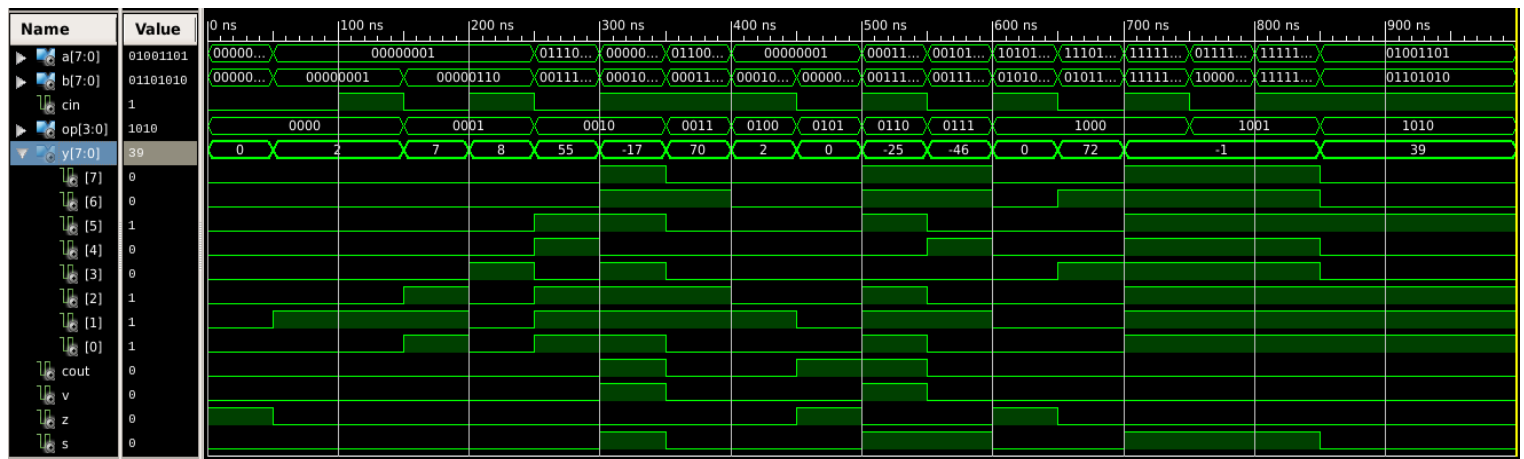 Name Value 0 ns 100 ns 200 ns 300 ns 400 ns 500 ns 600 ns 700 ns 800 ns 900 ns
a[7:0] 01001101 00000... 00000001 01110... 00000... 01100... 00000001 00011... 00101... 10101... 11101... 11111... 01111... 11111... 01001101
b[7:0] 01101010 00000... 00000001 00000110 00111... 00010... 00011... 00010... 00000... 00111... 00111... 01010... 01011... 11111... 10000... 11111... 01101010
cin 1
op[3:0] 1010 0000 0001 0010 0011 0100 0101 0110 0111 1000 1001 1010
y[7:0] 39 0 2 7 8 55 -17 70 2 0 -25 -46 0 72 -1 39
[7] 0
[6] 0
[5] 1
[4] 0
[3] 0
[2] 1
[1] 1
[0] 1
cout 0
v 0
z 0
s 0